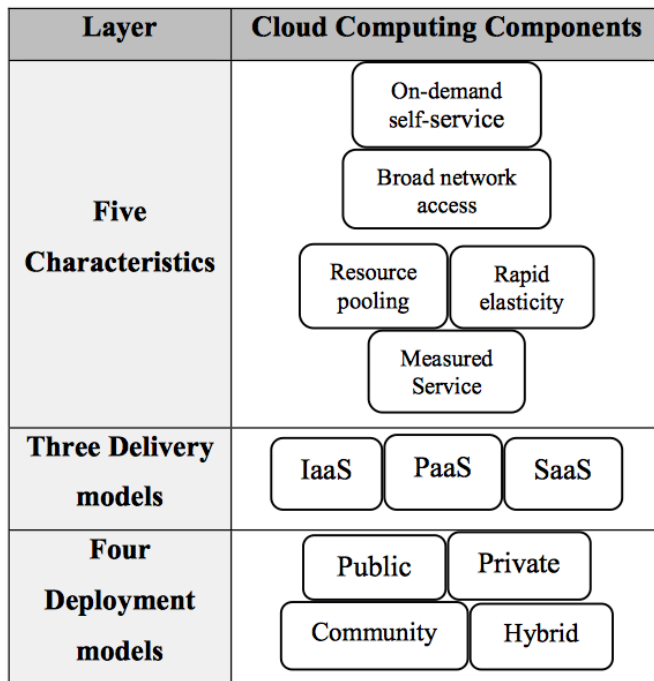 Layer
Cloud Computing Components
Five
Characteristics
On-demand
self-service
Broad network
access
Resource
pooling
Rapid
elasticity
Measured
Service
Three Delivery
models
IaaS
PaaS
SaaS
Four
Deployment
models
Public
Private
Community
Hybrid